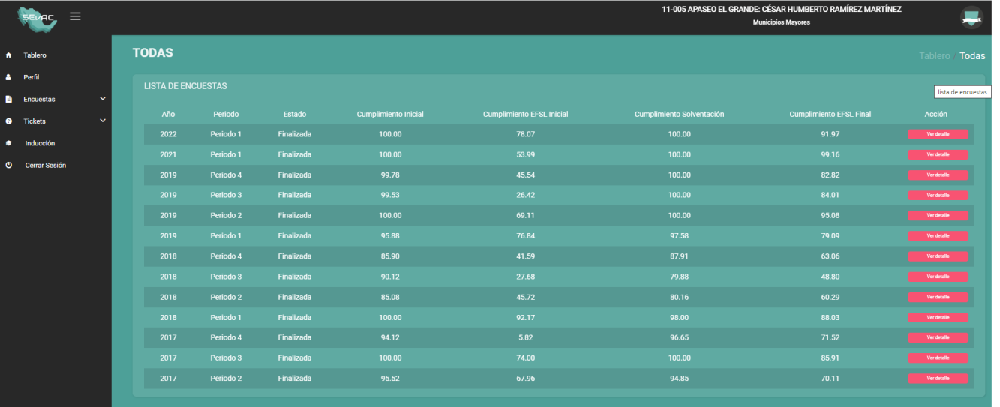 SEvAC
11-005 APASEO EL GRANDE: CÉSAR HUMBERTO RAMÍREZ MARTÍNEZ
Municipios Mayores
Tablero
Perfil
Encuestas
Tickets
Inducción
Cerrar Sesión
TODAS
Tablero / Todas
LISTA DE ENCUESTAS
lista de encuestas
Año Periodo Estado Cumplimiento Inicial Cumplimiento EFSL Inicial Cumplimiento Solventación Cumplimiento EFSL Final Acción
2022 Periodo 1 Finalizada 100.00 78.07 100.00 91.97 Ver detalle
2021 Periodo 1 Finalizada 100.00 53.99 100.00 99.16 Ver detalle
2019 Periodo 4 Finalizada 99.78 45.54 100.00 82.82 Ver detalle
2019 Periodo 3 Finalizada 99.53 26.42 100.00 84.01 Ver detalle
2019 Periodo 2 Finalizada 100.00 69.11 100.00 95.08 Ver detalle
2019 Periodo 1 Finalizada 95.88 76.84 97.58 79.09 Ver detalle
2018 Periodo 4 Finalizada 85.90 41.59 87.91 63.06 Ver detalle
2018 Periodo 3 Finalizada 90.12 27.68 79.88 48.80 Ver detalle
2018 Periodo 2 Finalizada 85.08 45.72 80.16 60.29 Ver detalle
2018 Periodo 1 Finalizada 100.00 92.17 98.00 88.03 Ver detalle
2017 Periodo 4 Finalizada 94.12 5.82 96.65 71.52 Ver detalle
2017 Periodo 3 Finalizada 100.00 74.00 100.00 85.91 Ver detalle
2017 Periodo 2 Finalizada 95.52 67.96 94.85 70.11 Ver detalle